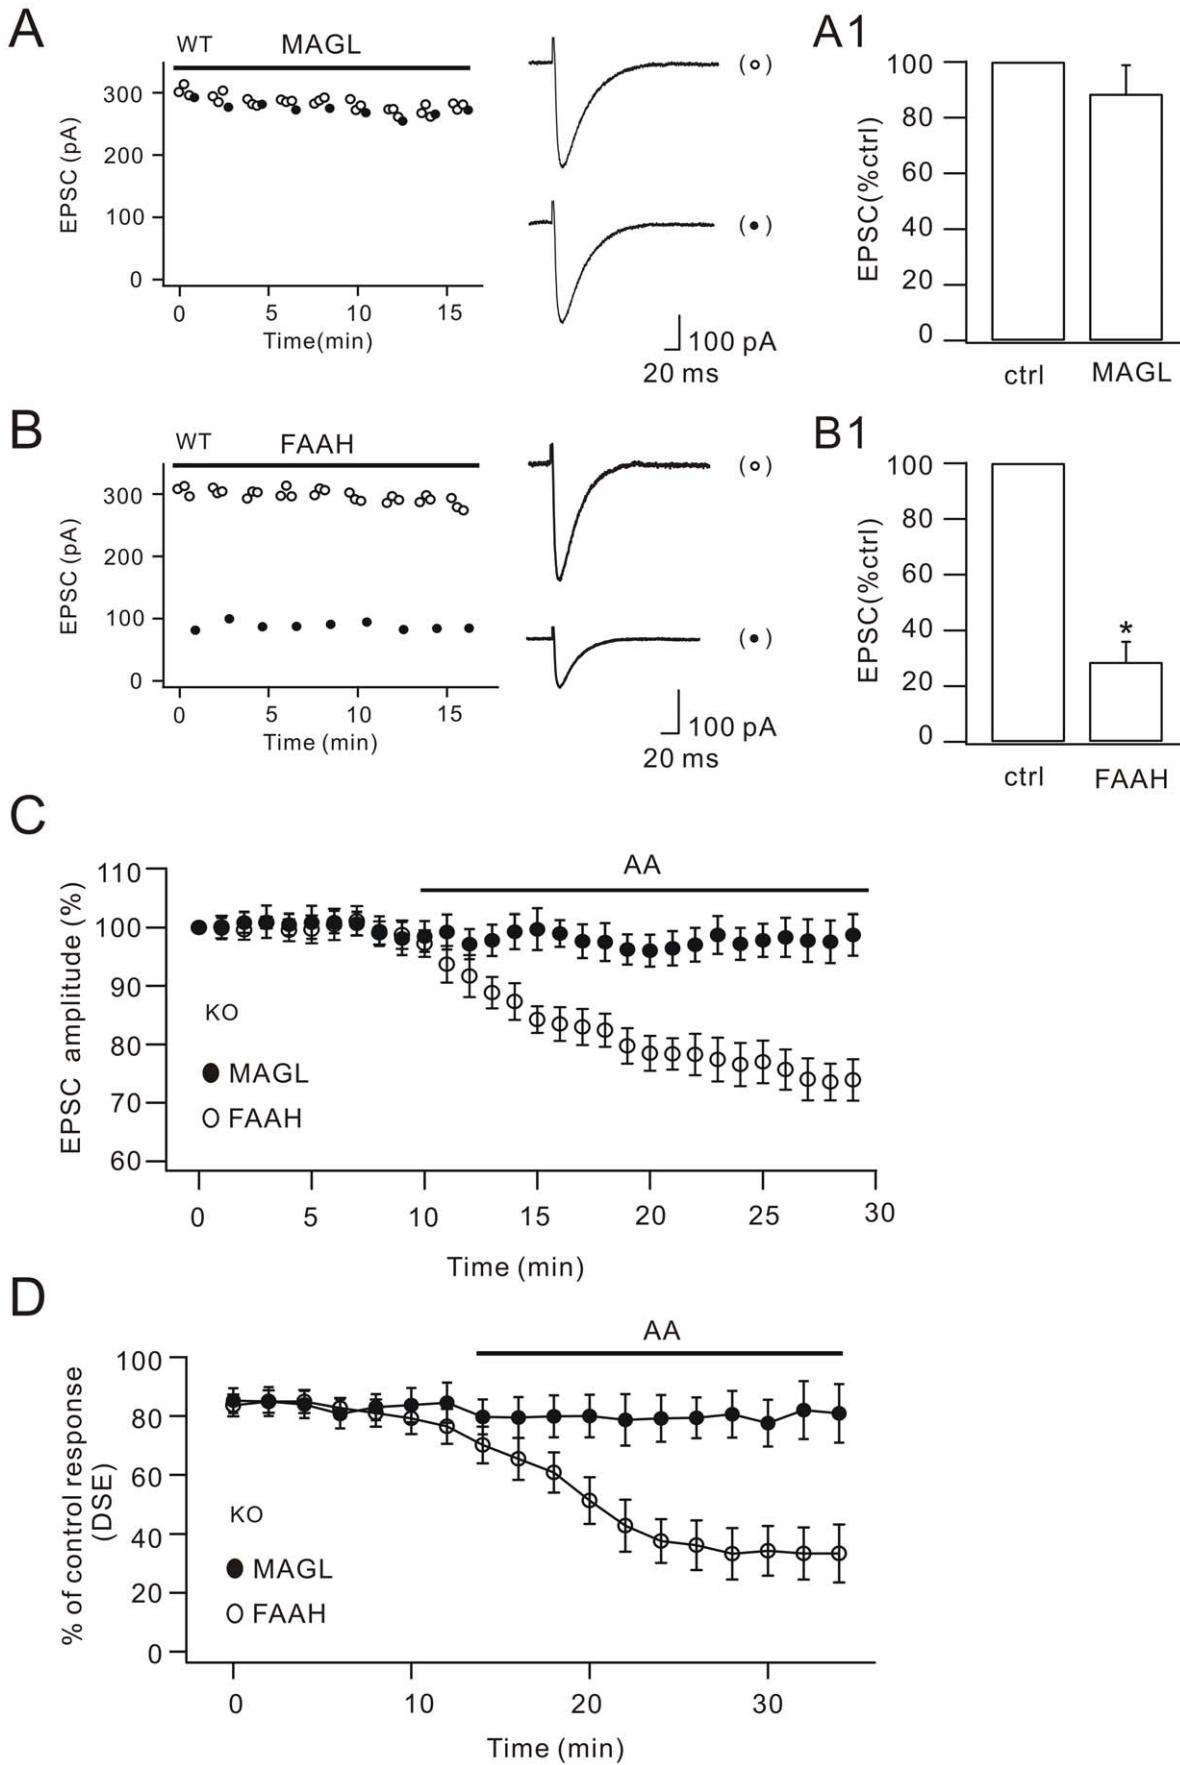 A
WT
MAGL
EPSC (pA)
300
200
100
0
0 5 10 15
Time(min)
( ○ )
( ● )
100 pA
20 ms
A1
EPSC(%ctrl)
100
80
60
40
20
0
ctrl MAGL
B
WT
FAAH
EPSC (pA)
300
200
100
0
0 5 10 15
Time (min)
( ○ )
( ● )
100 pA
20 ms
B1
EPSC(%ctrl)
100
80
60
40
20
0
*
ctrl FAAH
C
AA
EPSC amplitude (%)
110
100
90
80
70
60
KO
MAGL
FAAH
0 5 10 15 20 25 30
Time (min)
D
AA
% of control response
(DSE)
100
80
60
40
20
0
KO
MAGL
FAAH
0 10 20 30
Time (min)